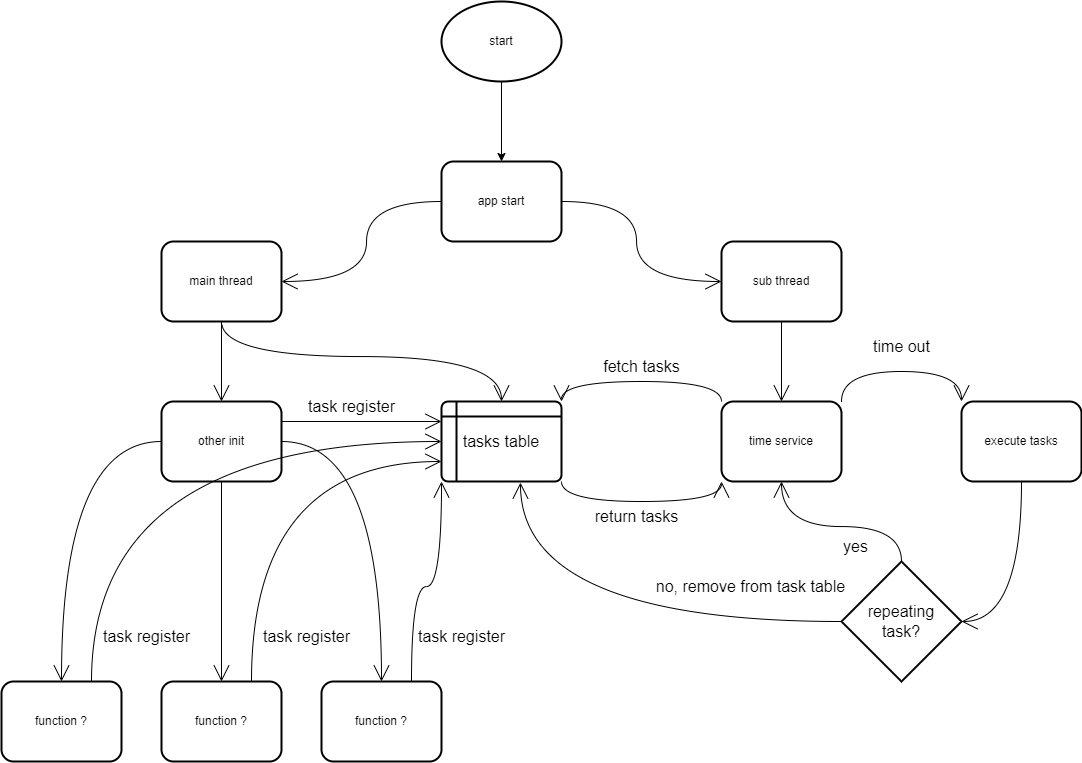 start
app start
main thread
sub thread
time out
fetch tasks
task register
other init
tasks table
time service
execute tasks
return tasks
yes
no, remove from task table
repeating
task?
task register
task register
task register
function ?
function ?
function ?